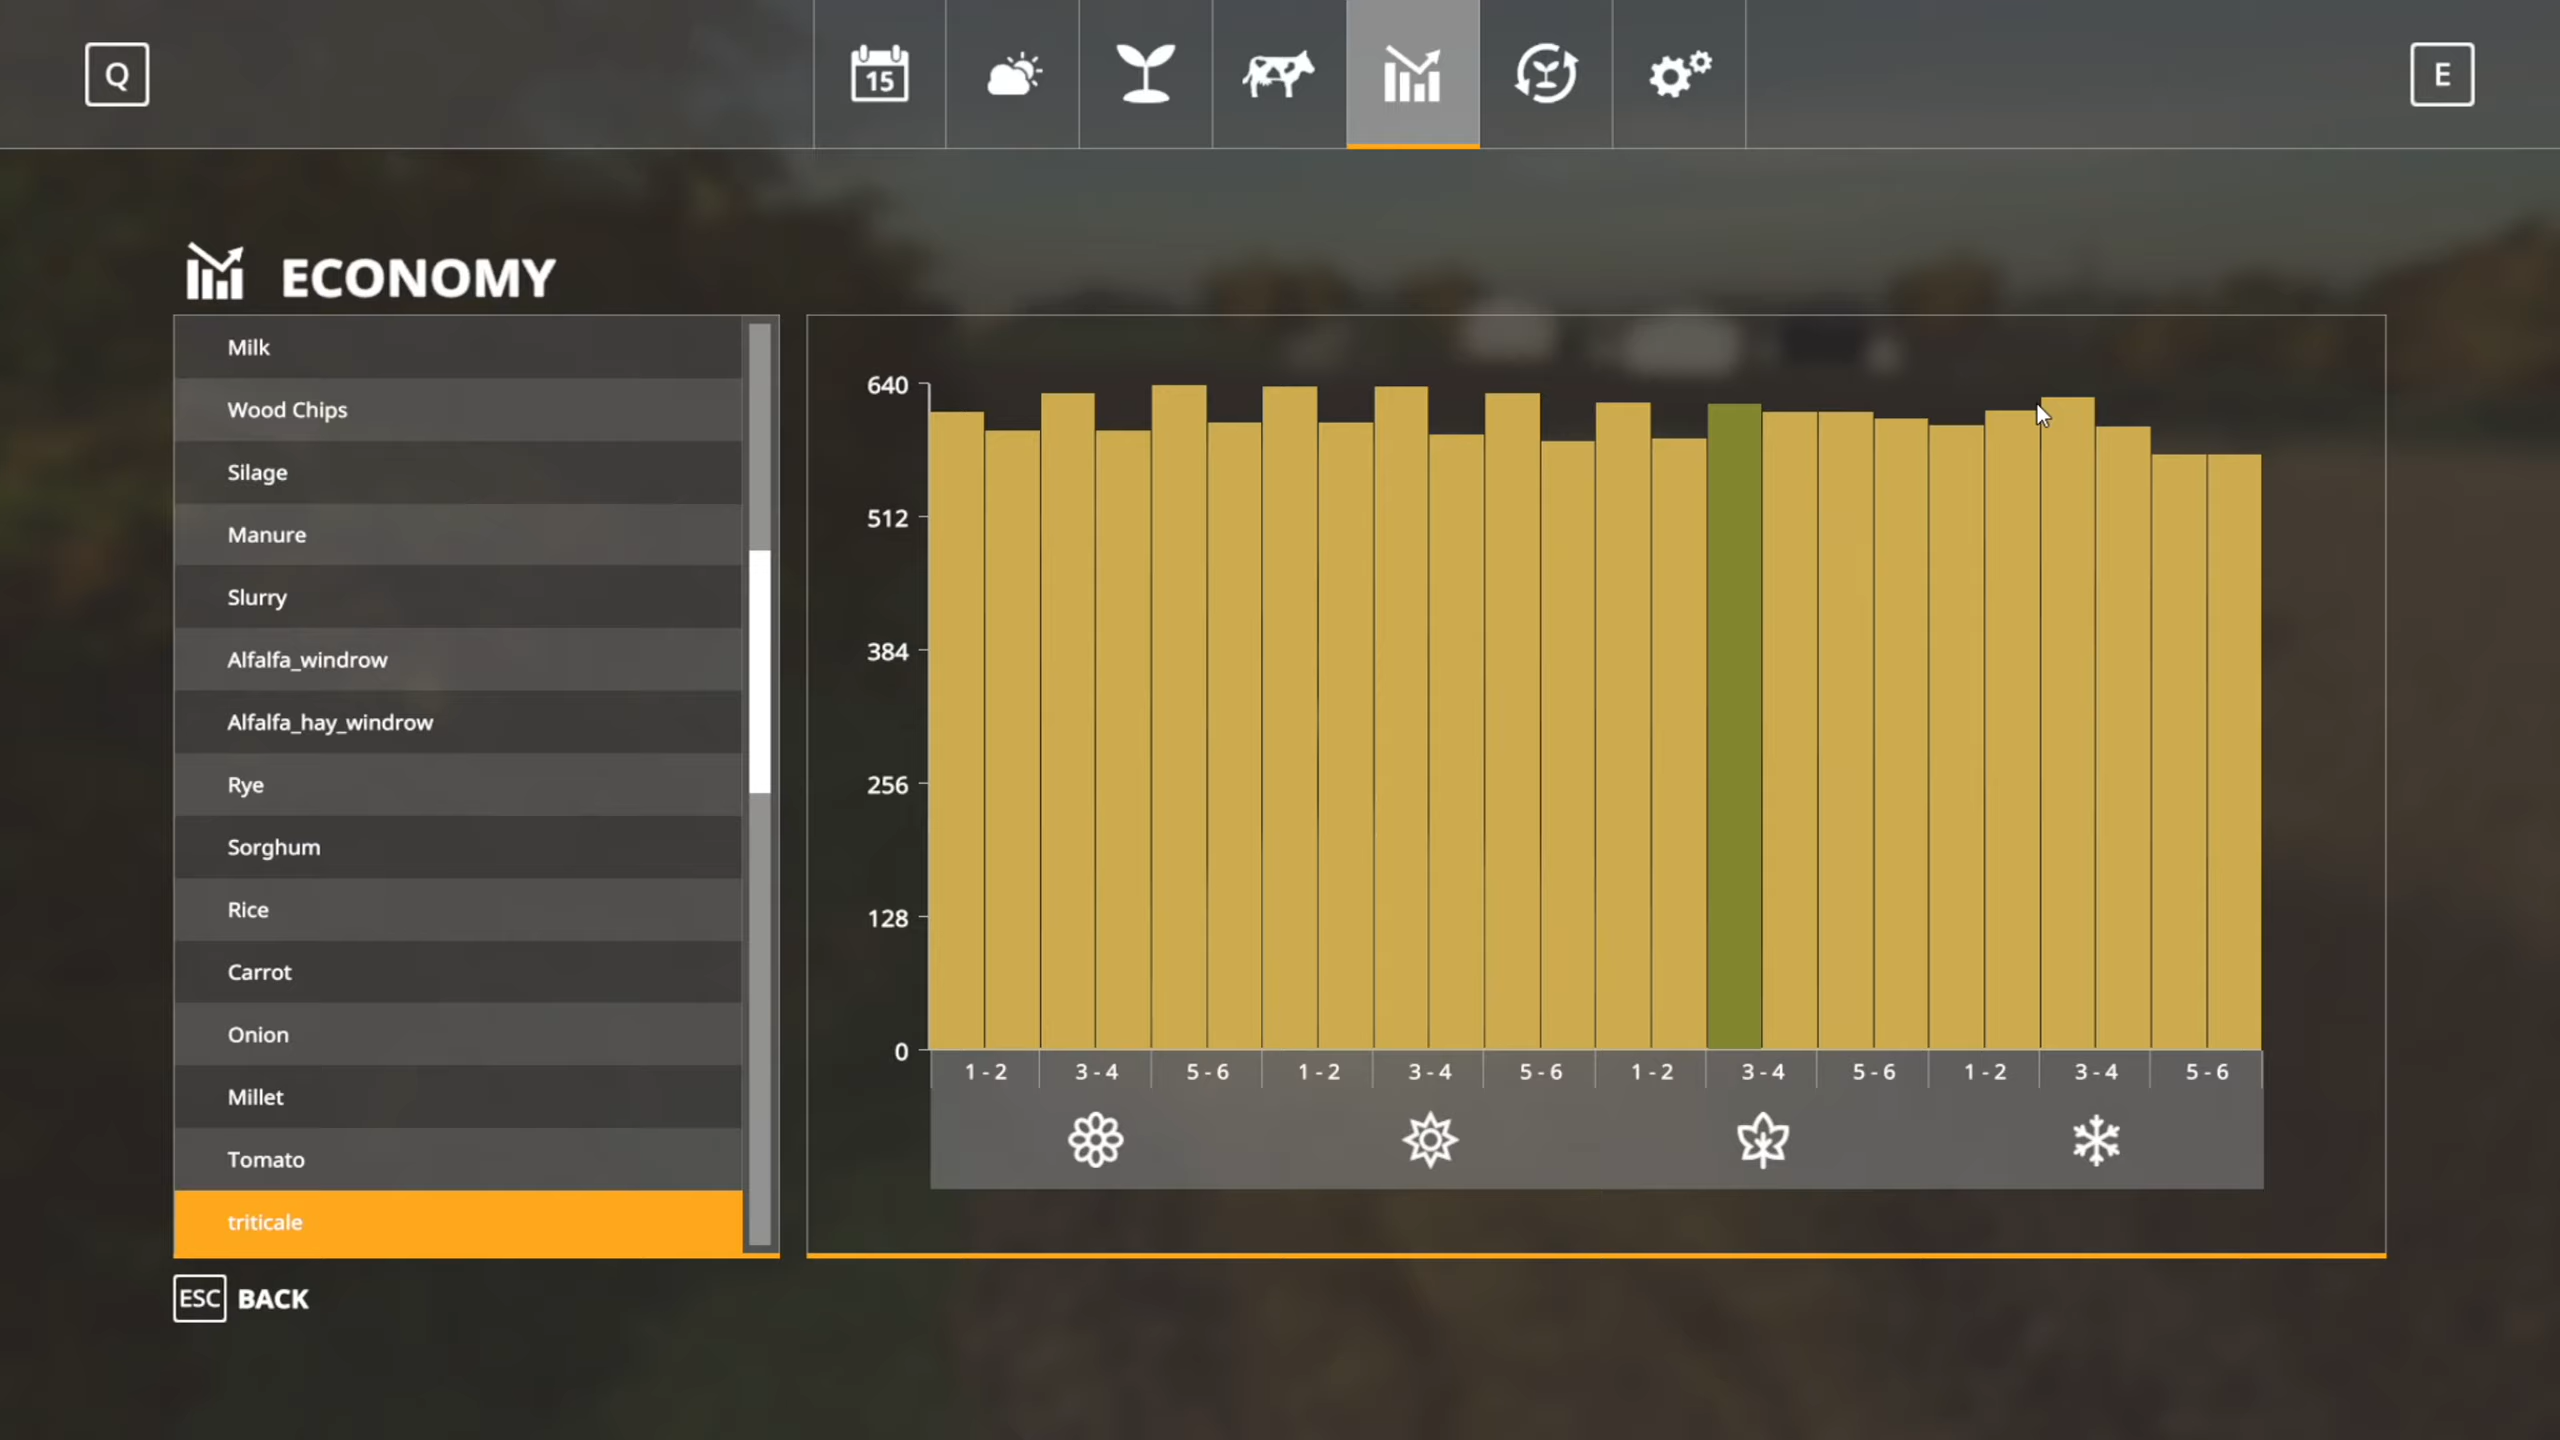 Q
15
E
ECONOMY
Milk
Wood Chips
Silage
Manure
Slurry
Alfalfa_windrow
Alfalfa_hay_windrow
Rye
Sorghum
Rice
Carrot
Onion
Millet
Tomato
triticale
640
512
384
256
128
0
1 - 2 3 - 4 5 - 6 1 - 2 3 - 4 5 - 6 1 - 2 3 - 4 5 - 6 1 - 2 3 - 4 5 - 6
ESC BACK